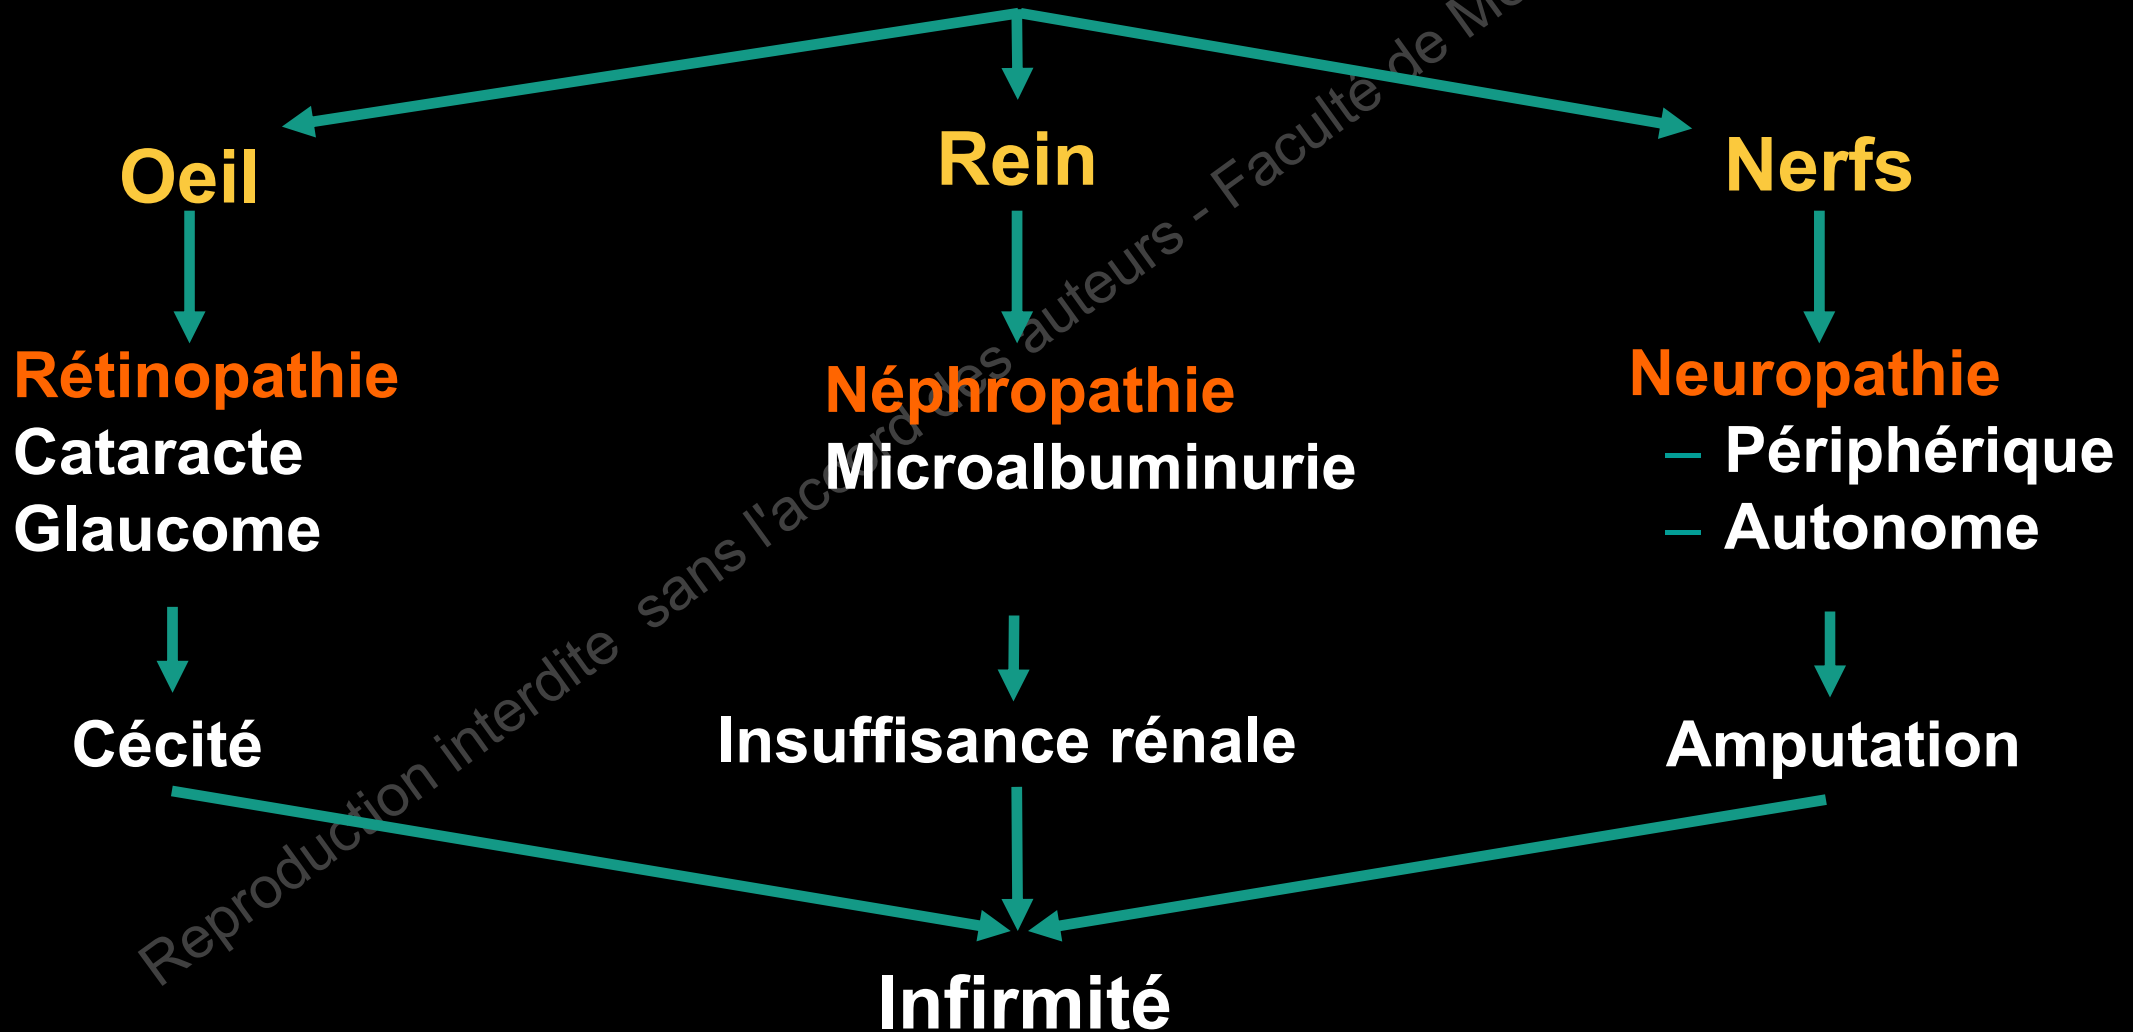 Oeil
Rein
Nerfs
Rétinopathie
Cataracte
Glaucome
Néphropathie
Microalbuminurie
Neuropathie
– Périphérique
– Autonome
Cécité
Insuffisance rénale
Amputation
Infirmité
Reproduction interdite sans l'accord des auteurs - Faculté de